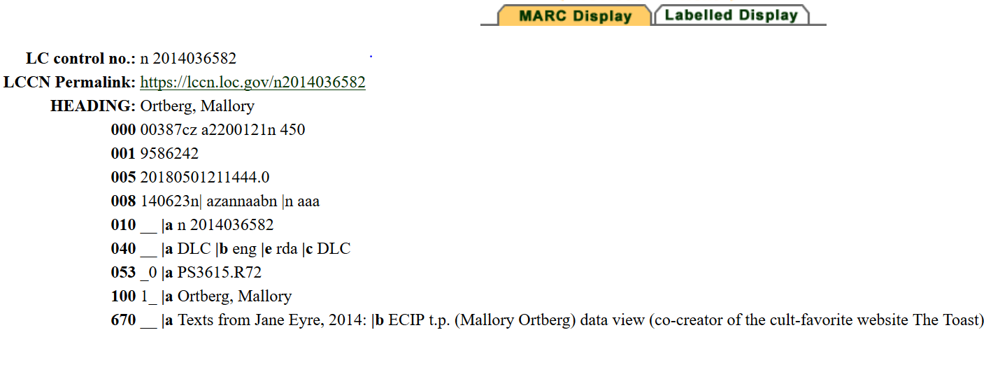 MARC Display Labelled Display
LC control no.: n 2014036582
LCCN Permalink: https://lccn.loc.gov/n2014036582
HEADING: Ortberg, Mallory
000 00387cz a2200121n 450
001 9586242
005 20180501211444.0
008 140623n| azannaabn |n aaa
010 __ |a n 2014036582
040 __ |a DLC |b eng |e rda |c DLC
053 _0 |a PS3615.R72
100 1_ |a Ortberg, Mallory
670 __ |a Texts from Jane Eyre, 2014: |b ECIP t.p. (Mallory Ortberg) data view (co-creator of the cult-favorite website The Toast)